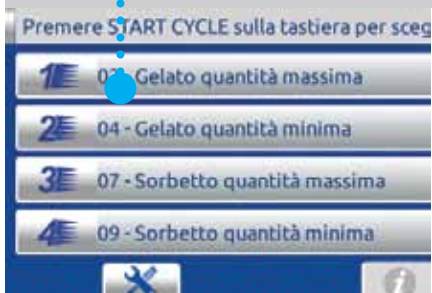 Premere START CYCLE sulla tastiera per sceg
1 Gelato quantità massima
2 04 - Gelato quantità minima
3 07 - Sorbetto quantità massima
4 09 - Sorbetto quantità minima